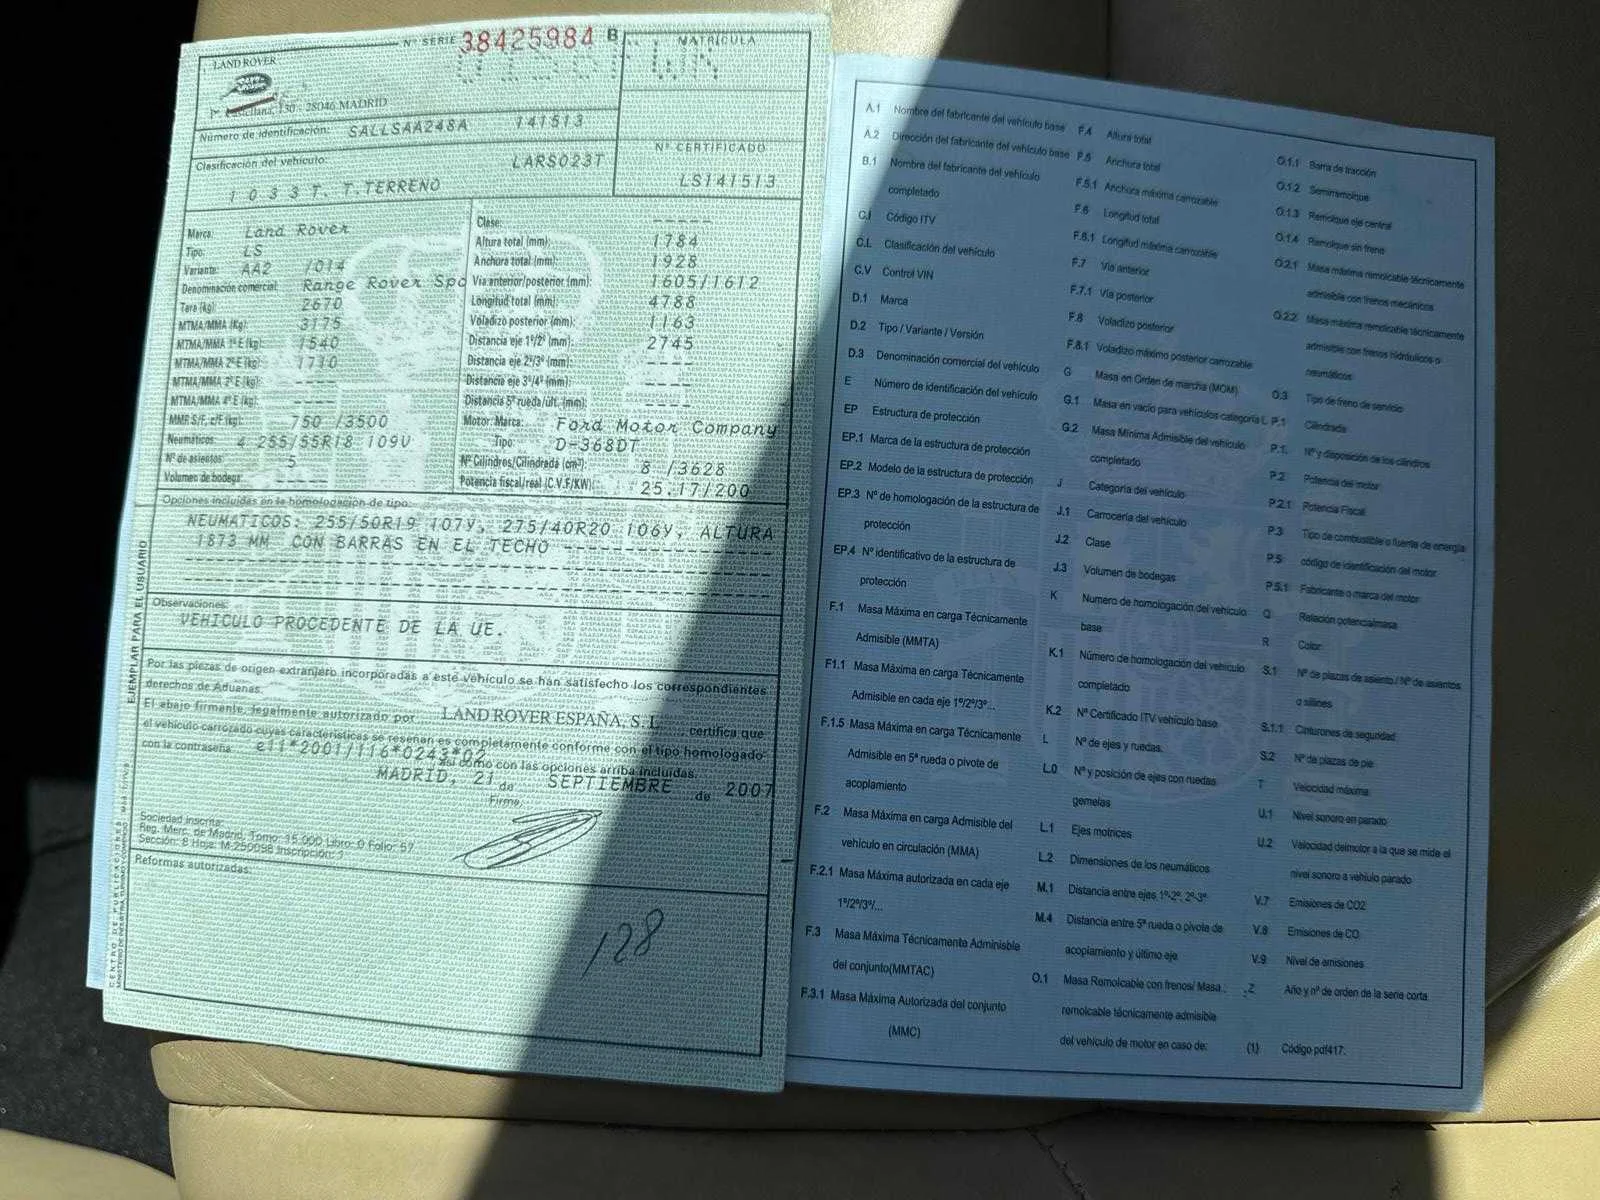 LAND ROVER
Nº SERIE 38425984 B
MATRICULA
Pº Castellana, 130 - 28046 MADRID
Número de identificación: SALLSAA248A 141513
Nº CERTIFICADO
LS141513
Clasificación del vehículo: LARS023T
1 0 3 3 T T.TERRENO
Marca: Land Rover
Tipo: LS
Variante: AA2 /014
Denominación comercial: Range Rover Spo
Tara (kg): 2670
MTMA/MMA (kg): 3175
MTMA/MMA 1º E (kg): 1540
MTMA/MMA 2º E (kg): 1710
MTMA/MMA 3º E (kg): ----
MTMA/MMA 4º E (kg): ----
MMR S/F, c/F (kg): 750 /3500
Neumáticos: 4 255/55R18 109V
Nº de asientos: 5
Volumen de bodega: -----
Clase: -----
Altura total (mm): 1784
Anchura total (mm): 1928
Vía anterior/posterior (mm): 1605/1612
Longitud total (mm): 4788
Voladizo posterior (mm): 1163
Distancia eje 1º/2º (mm): 2745
Distancia eje 2º/3º (mm): ----
Distancia eje 3º/4º (mm): ----
Distancia 5ª rueda/últ. (mm): ----
Motor: Marca: Ford Motor Company
Tipo: D-368DT
Nº Cilindros/Cilindrada (cm³): 8 /3628
Potencia fiscal/real (C.V.F/KW): 25.17/200
Opciones incluidas en la homologación de tipo:
NEUMATICOS: 255/50R19 107Y, 275/40R20 106Y, ALTURA
1873 MM CON BARRAS EN EL TECHO
Observaciones:
VEHICULO PROCEDENTE DE LA UE.
Por las piezas de origen extranjero incorporadas a este vehículo se han satisfecho los correspondientes
derechos de Aduanas.
El abajo firmente, legalmente autorizado por LAND ROVER ESPAÑA, S. L. certifica que
el vehículo carrozado cuyas características se reseñan es completamente conforme con el tipo homologado
con la contraseña así como con las opciones arriba incluidas.
MADRID, 21 de SEPTIEMBRE de 2007
Firme,
Sociedad inscrita:
Reg. Merc. de Madrid, Tomo: 15.000 Libro: 0 Folio: 57
Sección: 8 Hoja: M-250098 Inscripción:
Reformas autorizadas:
128
EJEMPLAR PARA EL USUARIO
A.1 Nombre del fabricante del vehículo base
A.2 Dirección del fabricante del vehículo base
B.1 Nombre del fabricante del vehículo
completado
C.I Código ITV
C.L Clasificación del vehículo
C.V Control VIN
D.1 Marca
D.2 Tipo / Variante / Versión
D.3 Denominación comercial del vehículo
E Número de identificación del vehículo
EP Estructura de protección
EP.1 Marca de la estructura de protección
EP.2 Modelo de la estructura de protección
EP.3 Nº de homologación de la estructura de
protección
EP.4 Nº identificativo de la estructura de
protección
F.1 Masa Máxima en carga Técnicamente
Admisible (MMTA)
F1.1 Masa Máxima en carga Técnicamente
Admisible en cada eje 1º/2º/3º...
F.1.5 Masa Máxima en carga Técnicamente
Admisible en 5ª rueda o pivote de
acoplamiento
F.2 Masa Máxima en carga Admisible del
vehículo en circulación (MMA)
F.2.1 Masa Máxima autorizada en cada eje
1º/2º/3º/...
F.3 Masa Máxima Técnicamente Adminisble
del conjunto(MMTAC)
F.3.1 Masa Máxima Autorizada del conjunto
(MMC)
F.4 Altura total
F.5 Anchura total
F.5.1 Anchora máxima carrozable
F.6 Longitud total
F.6.1 Longitud máxima carrozable
F.7 Vía anterior
F.7.1 Vía posterior
F.8 Voladizo posterior
F.8.1 Voladizo máximo posterior carrozable
G Masa en Orden de marcha (MOM)
G.1 Masa en vacío para vehículos categoría L
G.2 Masa Mínima Admisible del vehículo
completado
J Categoría del vehículo
J.1 Carrocería del vehículo
J.2 Clase
J.3 Volumen de bodegas
K Numero de homologación del vehículo
base
K.1 Número de homologación del vehículo
completado
K.2 Nº Certificado ITV vehículo base
L Nº de ejes y ruedas.
L.0 Nº y posición de ejes con ruedas
gemelas
L.1 Ejes motrices
L.2 Dimensiones de los neumáticos
M.1 Distancia entre ejes 1º-2º, 2º-3º
M.4 Distancia entre 5ª rueda o pivote de
acoplamiento y último eje
O.1 Masa Remolcable con frenos/ Masa
remolcable técnicamente admisible
del vehículo de motor en caso de:
O.1.1 Barra de tracción
O.1.2 Semirremolque
O.1.3 Remolque eje central
O.1.4 Remolque sin freno
O.2.1 Masa máxima remolcable técnicamente
admisible con frenos mecánicos
O.2.2 Masa máxima remolcable técnicamente
admisible con frenos hidráulicos o
neumáticos
O.3 Tipo de freno de servicio
P.1 Cilindrada
P.1. Nº y disposición de los cilindros
P.2 Potencia del motor
P.2.1 Potencia Fiscal
P.3 Tipo de combustible o fuente de energía
P.5 código de identificación del motor
P.5.1 Fabricante o marca del motor
Q Relación potencia/masa
R Color
S.1 Nº de plazas de asiento / Nº de asientos
o sillines
S.1.1 Cinturones de seguridad
S.2 Nº de plazas de pie
T Velocidad máxima
U.1 Nivel sonoro en parado
U.2 Velocidad delmotor a la que se mide el
nivel sonoro a vehículo parado
V.7 Emisiones de CO2
V.8 Emisiones de CO
V.9 Nivel de emisiones
Z Año y nº de orden de la serie corta
(1) Código pdf417.